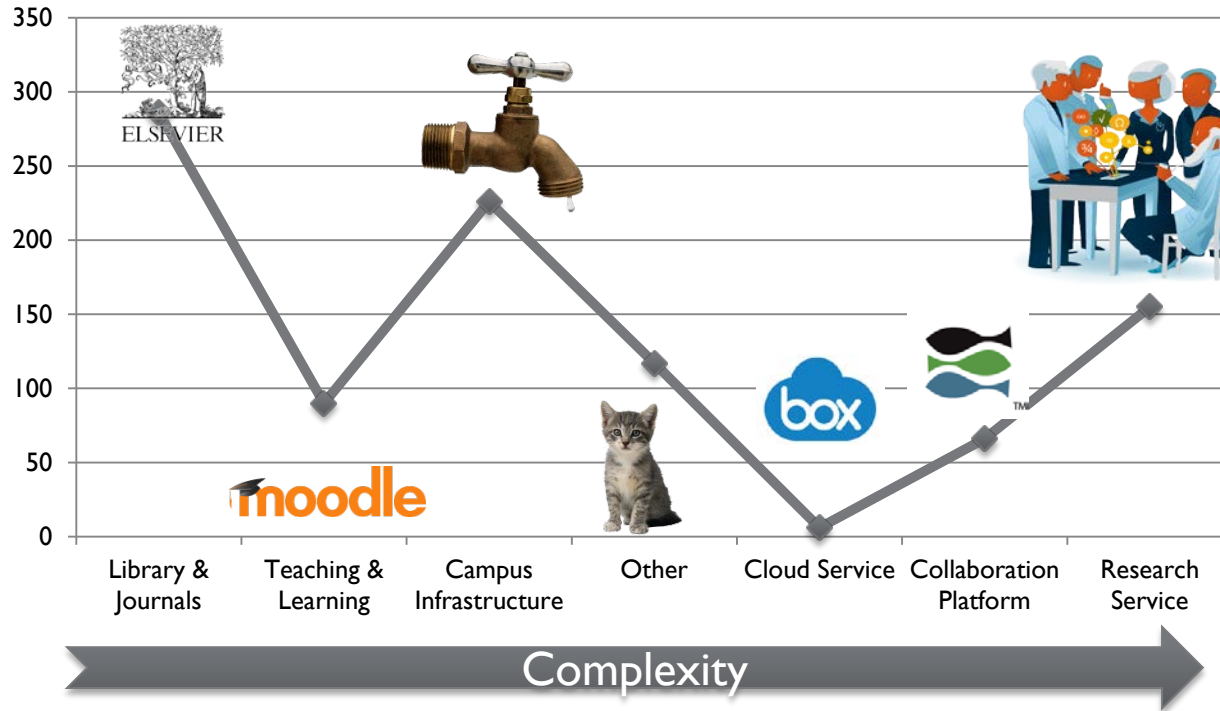 350
300
250
200
150
100
50
0
ELSEVIER
moodle
box
TM
Library &
Journals
Teaching &
Learning
Campus
Infrastructure
Other
Cloud Service
Collaboration
Platform
Research
Service
Complexity